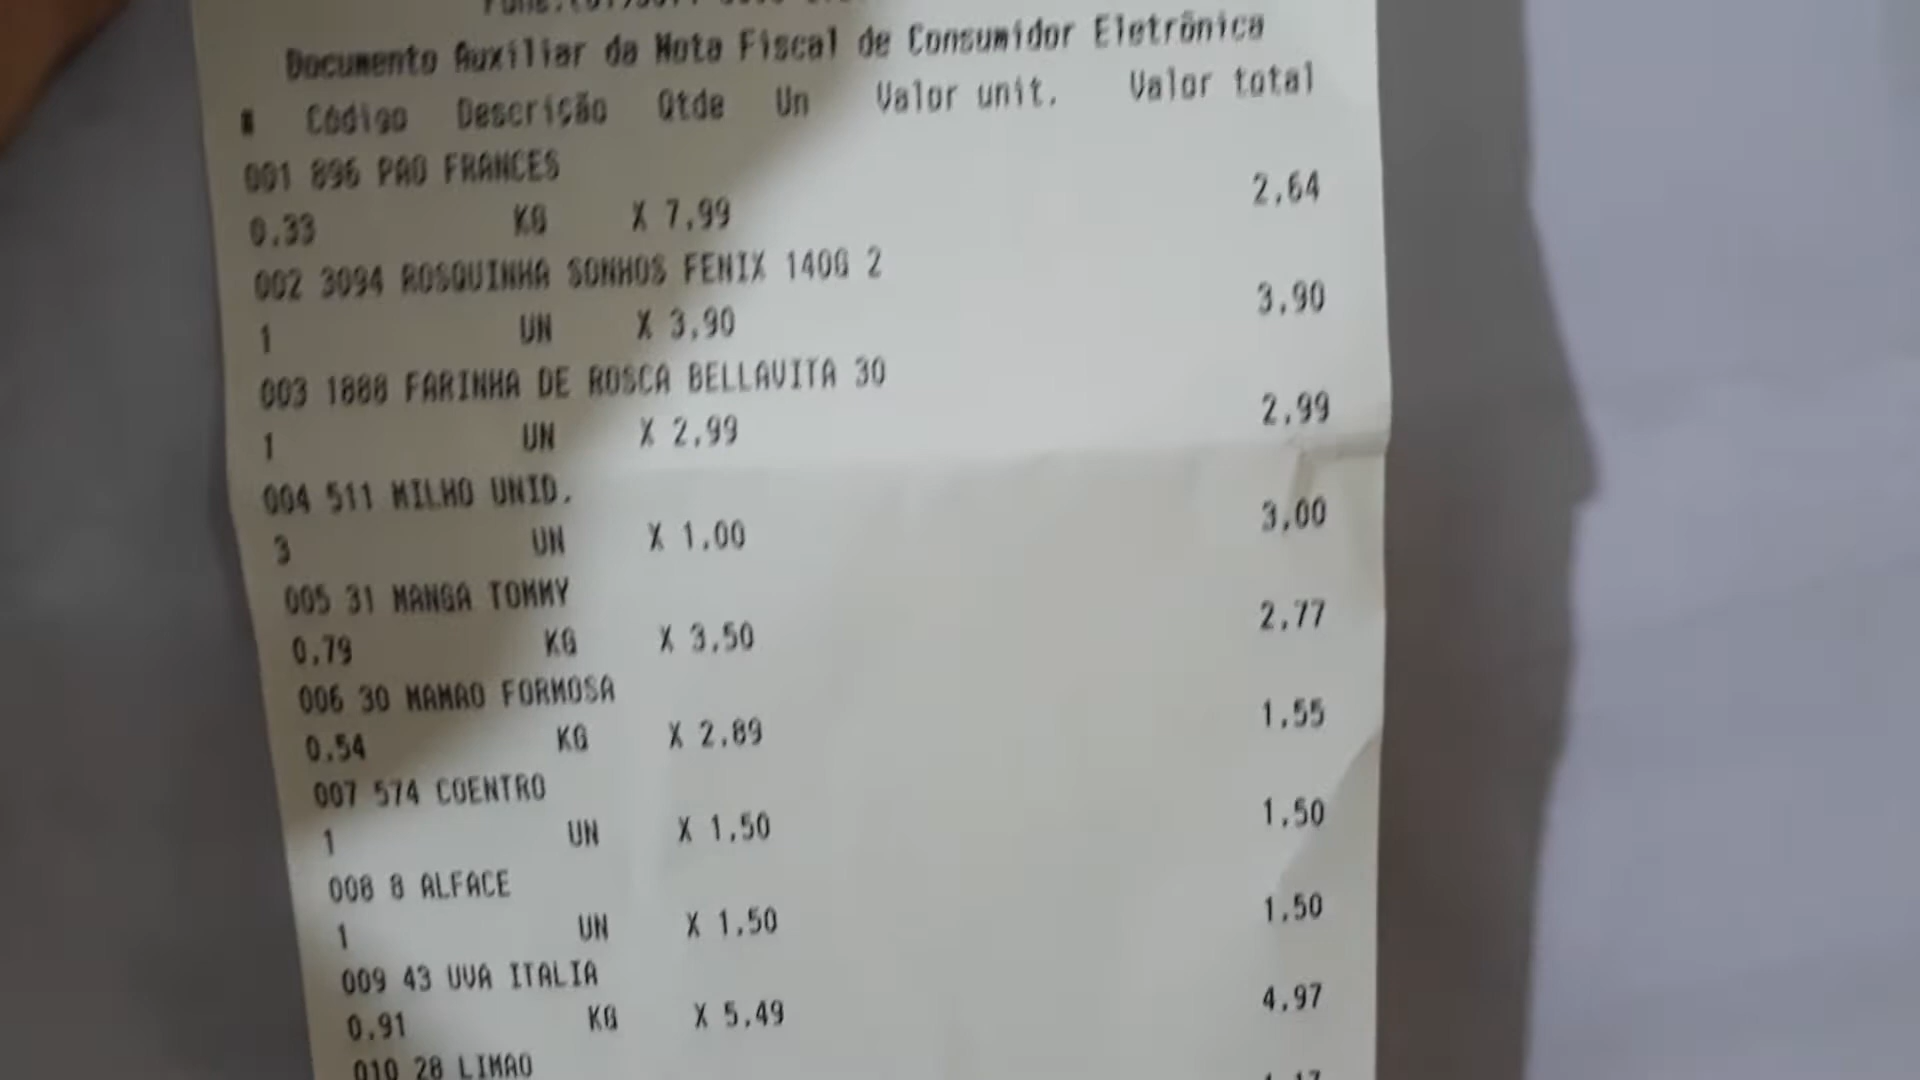 Documento Auxiliar da Nota Fiscal de Consumidor Eletrônica
# Código Descrição Qtde Un Valor unit. Valor total
001 896 PAO FRANCES
0.33 KG X 7,99 2,64
002 3094 ROSQUINHA SONHOS FENIX 140G 2
1 UN X 3,90 3,90
003 1888 FARINHA DE ROSCA BELLAVITA 30
1 UN X 2,99 2,99
004 511 MILHO UNID.
3 UN X 1,00 3,00
005 31 MANGA TOMMY
0.79 KG X 3,50 2,77
006 30 MAMAO FORMOSA
0.54 KG X 2,89 1,55
007 574 COENTRO
1 UN X 1,50 1,50
008 8 ALFACE
1 UN X 1,50 1,50
009 43 UVA ITALIA
0.91 KG X 5,49 4,97
010 28 LIMAO